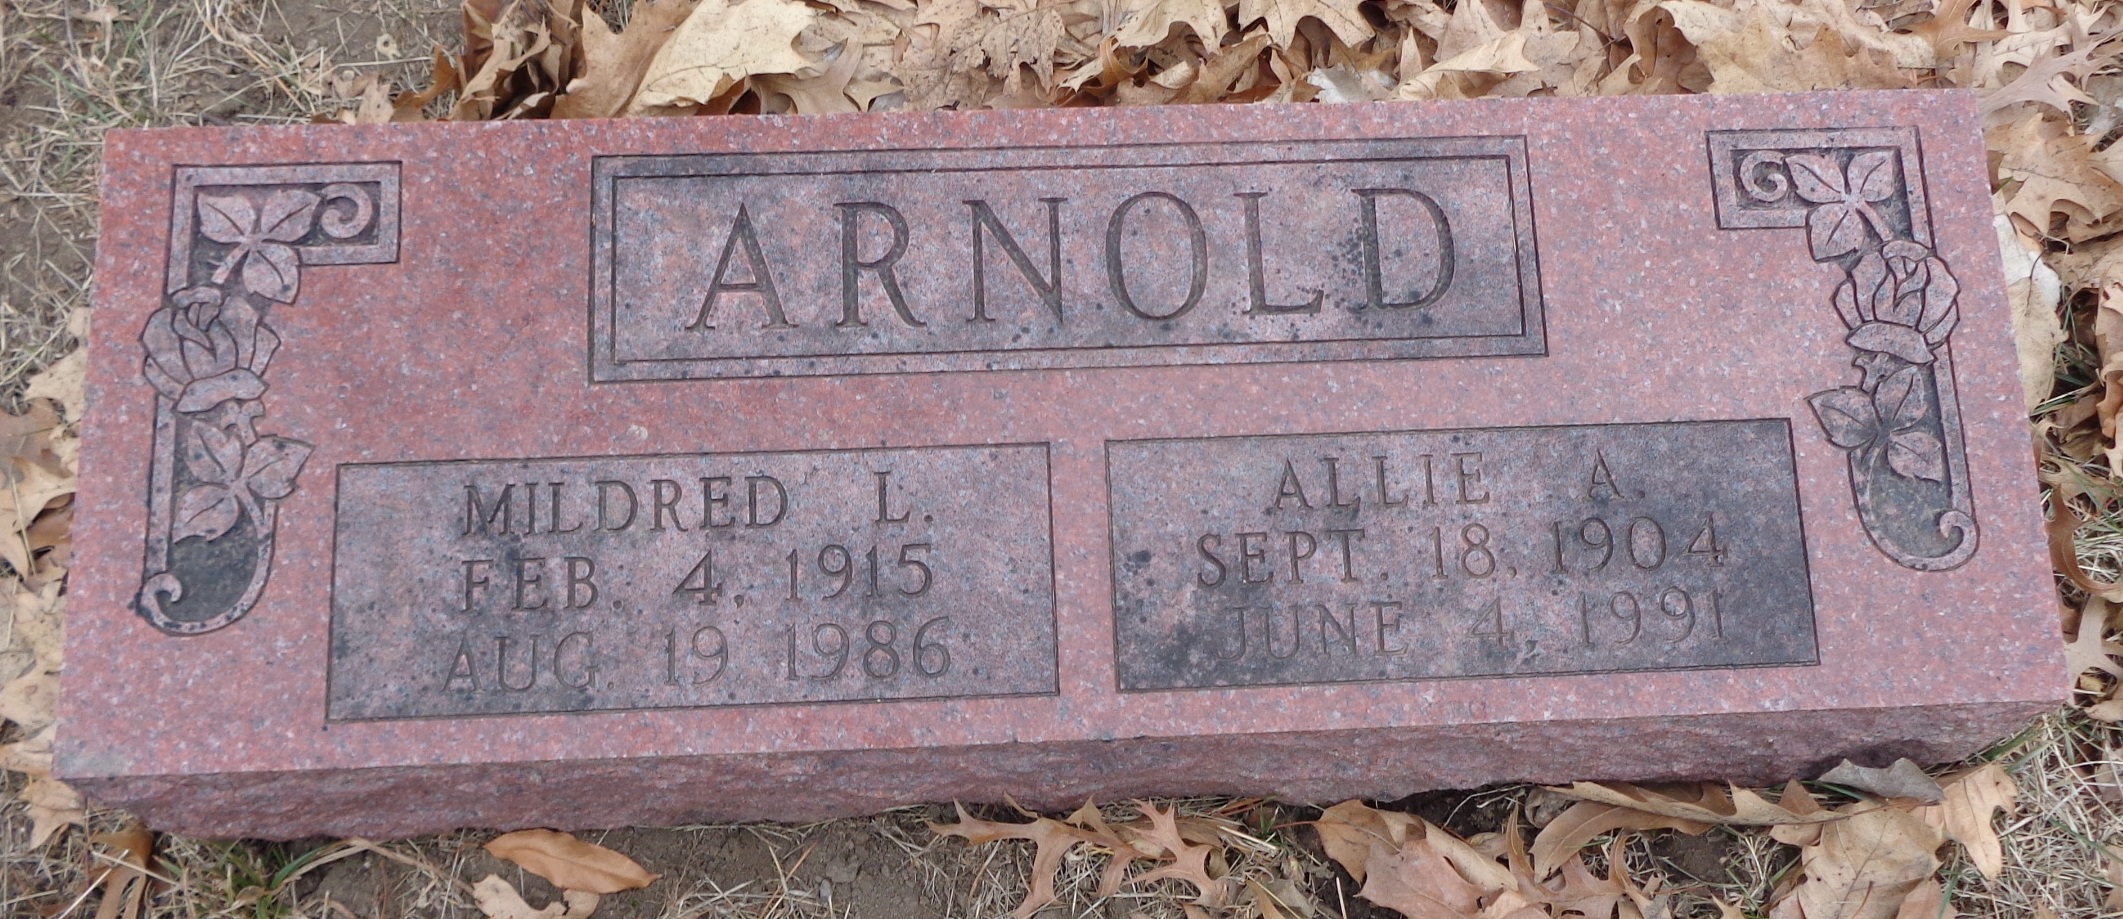 ARNOLD
MILDRED L.
FEB. 4, 1915
AUG. 19, 1986
ALLIE A.
SEPT. 18, 1904
JUNE 4, 1991